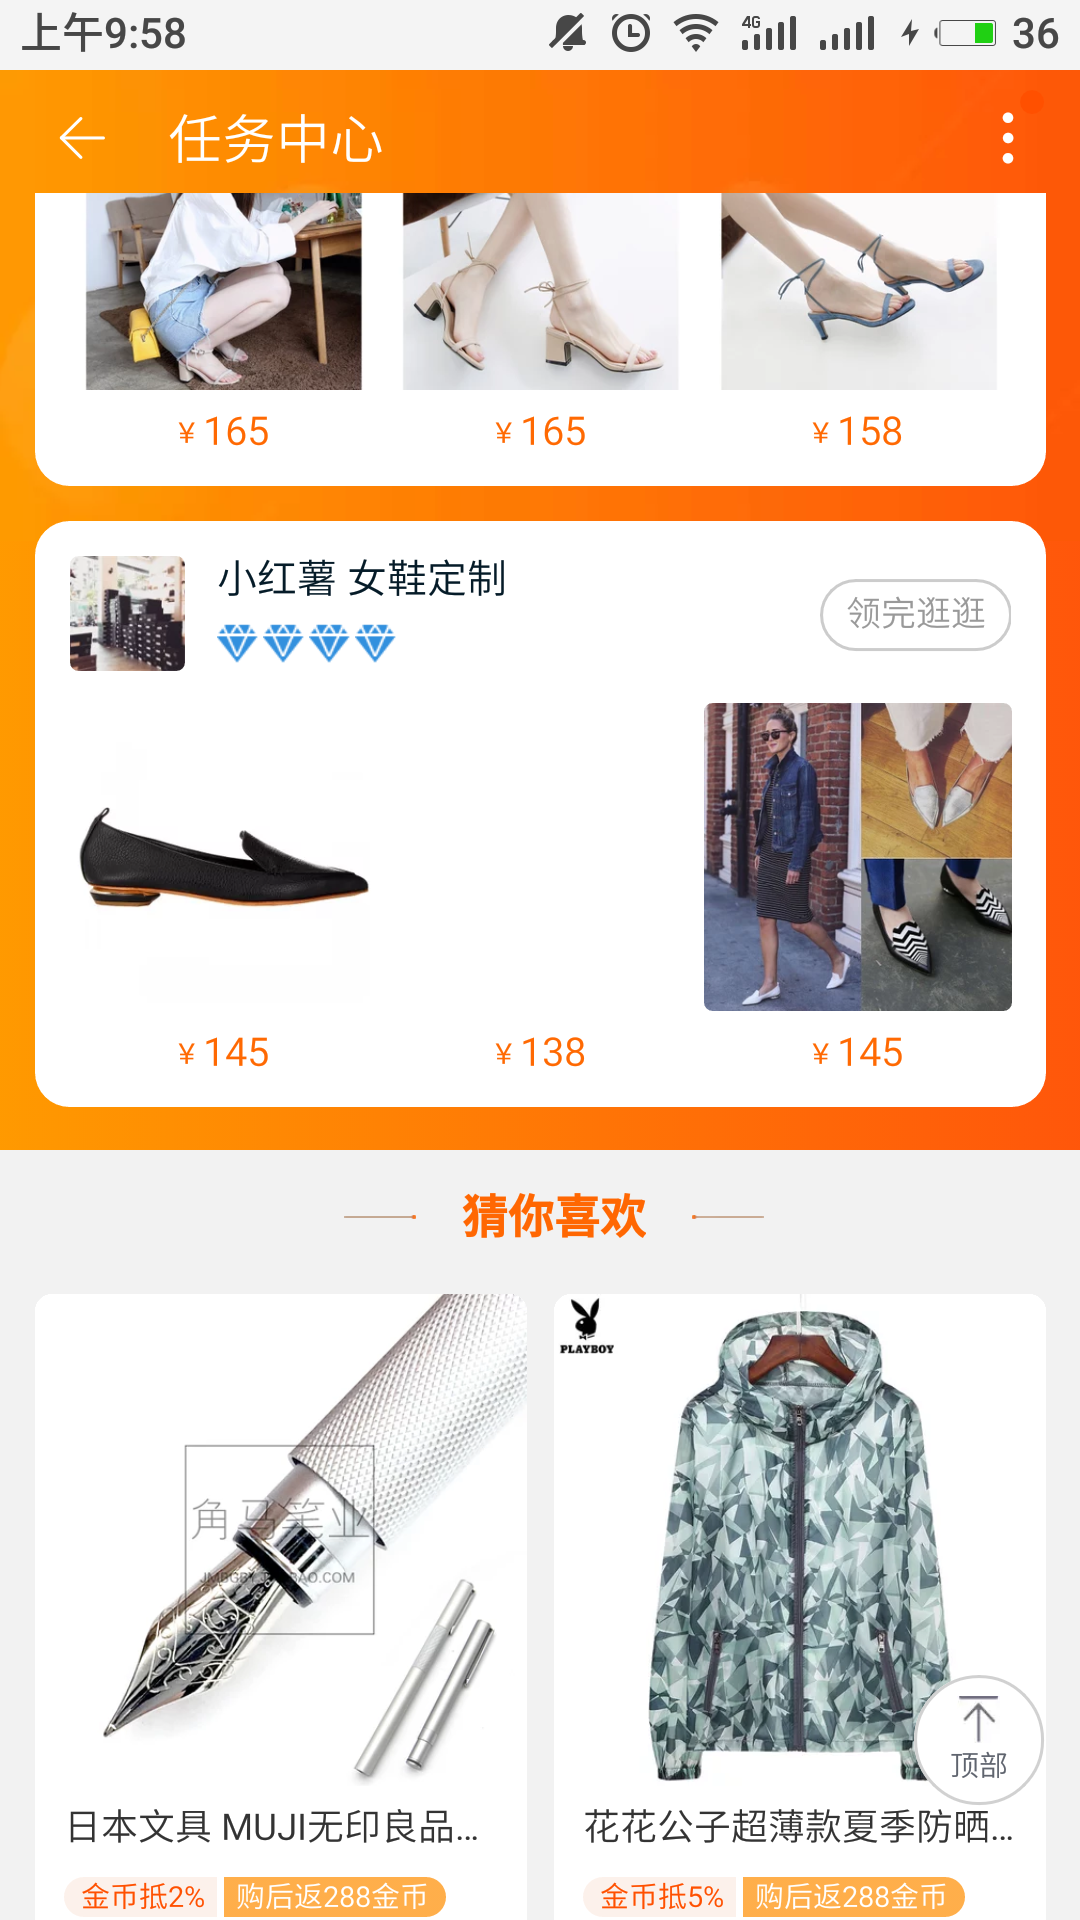 上午9:58
4G
36
任务中心
¥ 165
¥ 165
¥ 158
小红薯 女鞋定制
领完逛逛
¥ 145
¥ 138
¥ 145
猜你喜欢
PLAYBOY
角马笔业
顶部
日本文具 MUJI无印良品...
花花公子超薄款夏季防晒...
金币抵2%
购后返288金币
金币抵5%
购后返288金币